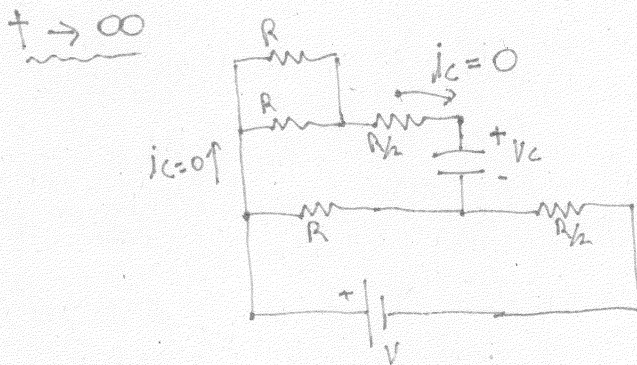 t → ∞
R
i_c = 0
R
R/2
+ V_c
i_c = 0 ↑
-
R
R/2
+
V